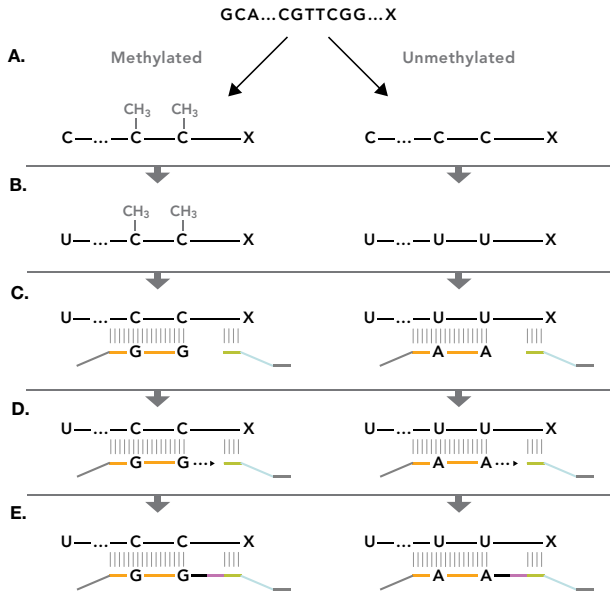 GCA...CGTTCGG...X
A.
Methylated Unmethylated
CH3 CH3
C ... C C X C ... C C X
B.
CH3 CH3
U ... C C X U ... U U X
C.
U ... C C X U ... U U X
G G A A
D.
U ... C C X U ... U U X
G G ... A A ...
E.
U ... C C X U ... U U X
G G A A